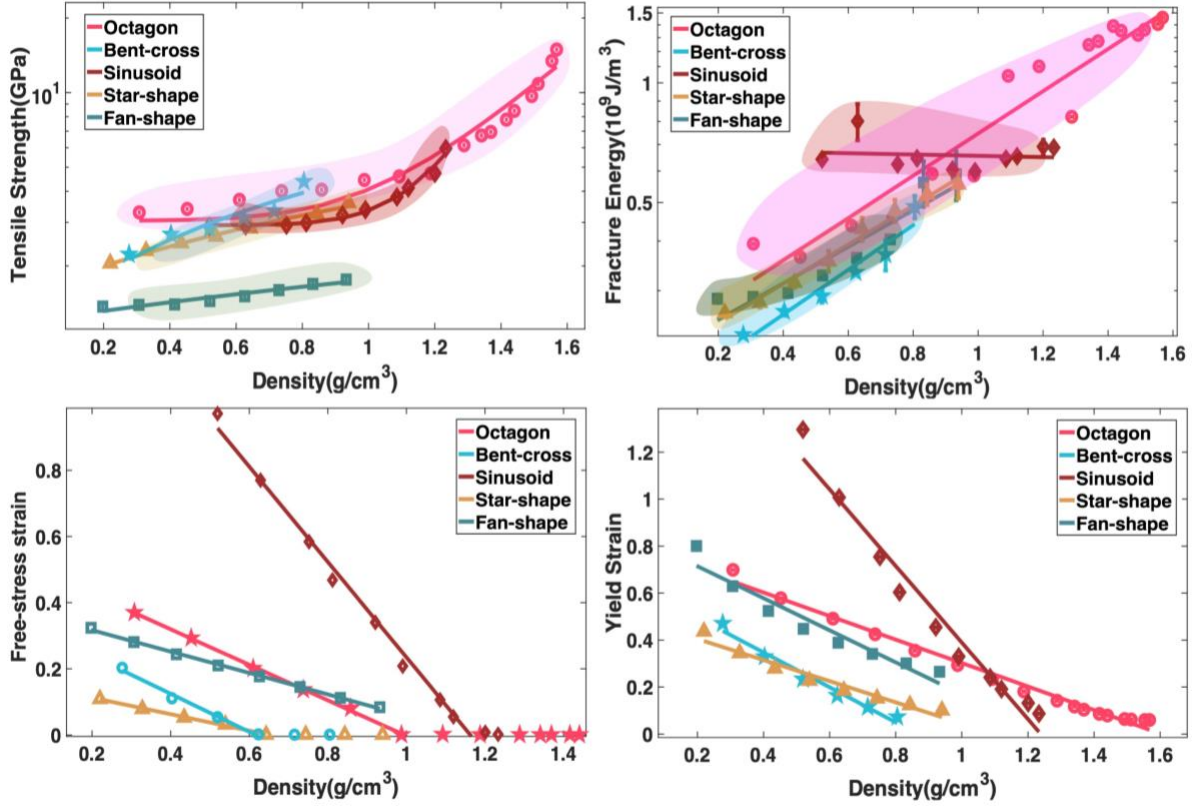 Tensile Strength(GPa)
10¹
Octagon
Bent-cross
Sinusoid
Star-shape
Fan-shape
0.2 0.4 0.6 0.8 1 1.2 1.4 1.6
Density(g/cm³)
Fracture Energy(10⁹J/m³)
1.5
1
0.5
Octagon
Bent-cross
Sinusoid
Star-shape
Fan-shape
0.2 0.4 0.6 0.8 1 1.2 1.4 1.6
Density(g/cm³)
Free-stress strain
0.8
0.6
0.4
0.2
0
Octagon
Bent-cross
Sinusoid
Star-shape
Fan-shape
0.2 0.4 0.6 0.8 1 1.2 1.4
Density(g/cm³)
Yield Strain
1.2
1
0.8
0.6
0.4
0.2
0
Octagon
Bent-cross
Sinusoid
Star-shape
Fan-shape
0.2 0.4 0.6 0.8 1 1.2 1.4 1.6
Density(g/cm³)